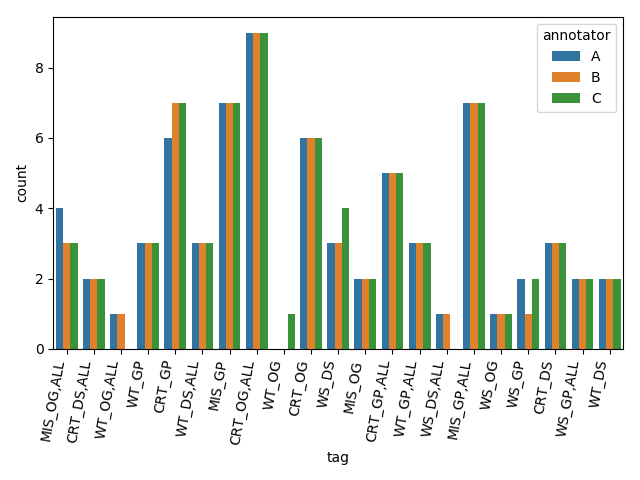 annotator
A
B
C
count
8
6
4
2
0
MIS_OG,ALL
CRT_DS,ALL
WT_OG,ALL
WT_GP
CRT_GP
WT_DS,ALL
MIS_GP
CRT_OG,ALL
WT_OG
CRT_OG
WS_DS
MIS_OG
CRT_GP,ALL
WT_GP,ALL
WS_DS,ALL
MIS_GP,ALL
WS_OG
WS_GP
CRT_DS
WS_GP,ALL
WT_DS
tag